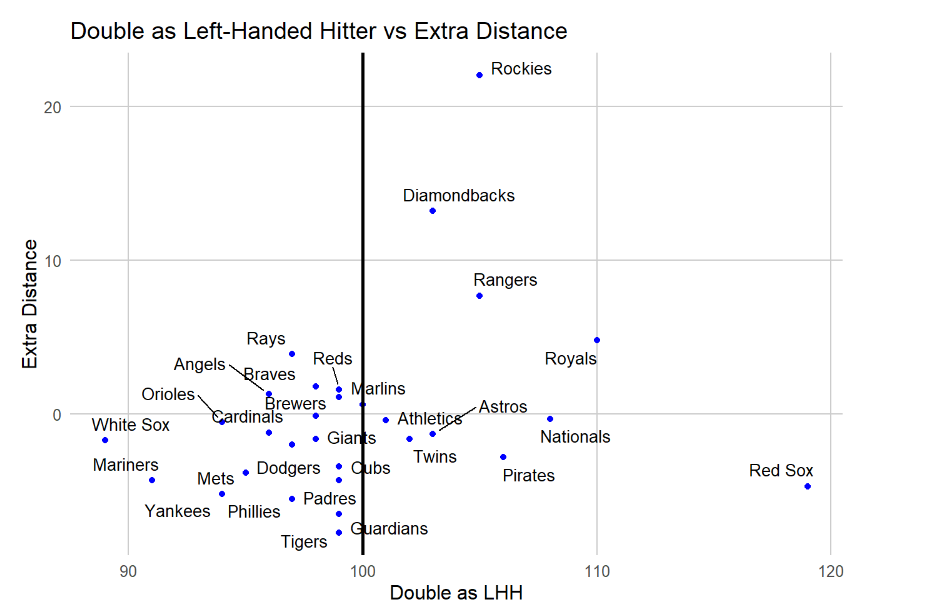 Double as Left-Handed Hitter vs Extra Distance
Rockies
20
Diamondbacks
10
Rangers
Extra Distance
Rays
Reds
Royals
Angels
Braves
Marlins
Orioles
Brewers
Astros
0
Cardinals
Athletics
White Sox
Giants
Nationals
Twins
Mariners
Dodgers
Cubs
Red Sox
Mets
Pirates
Padres
Yankees
Phillies
Guardians
Tigers
90
100
110
120
Double as LHH